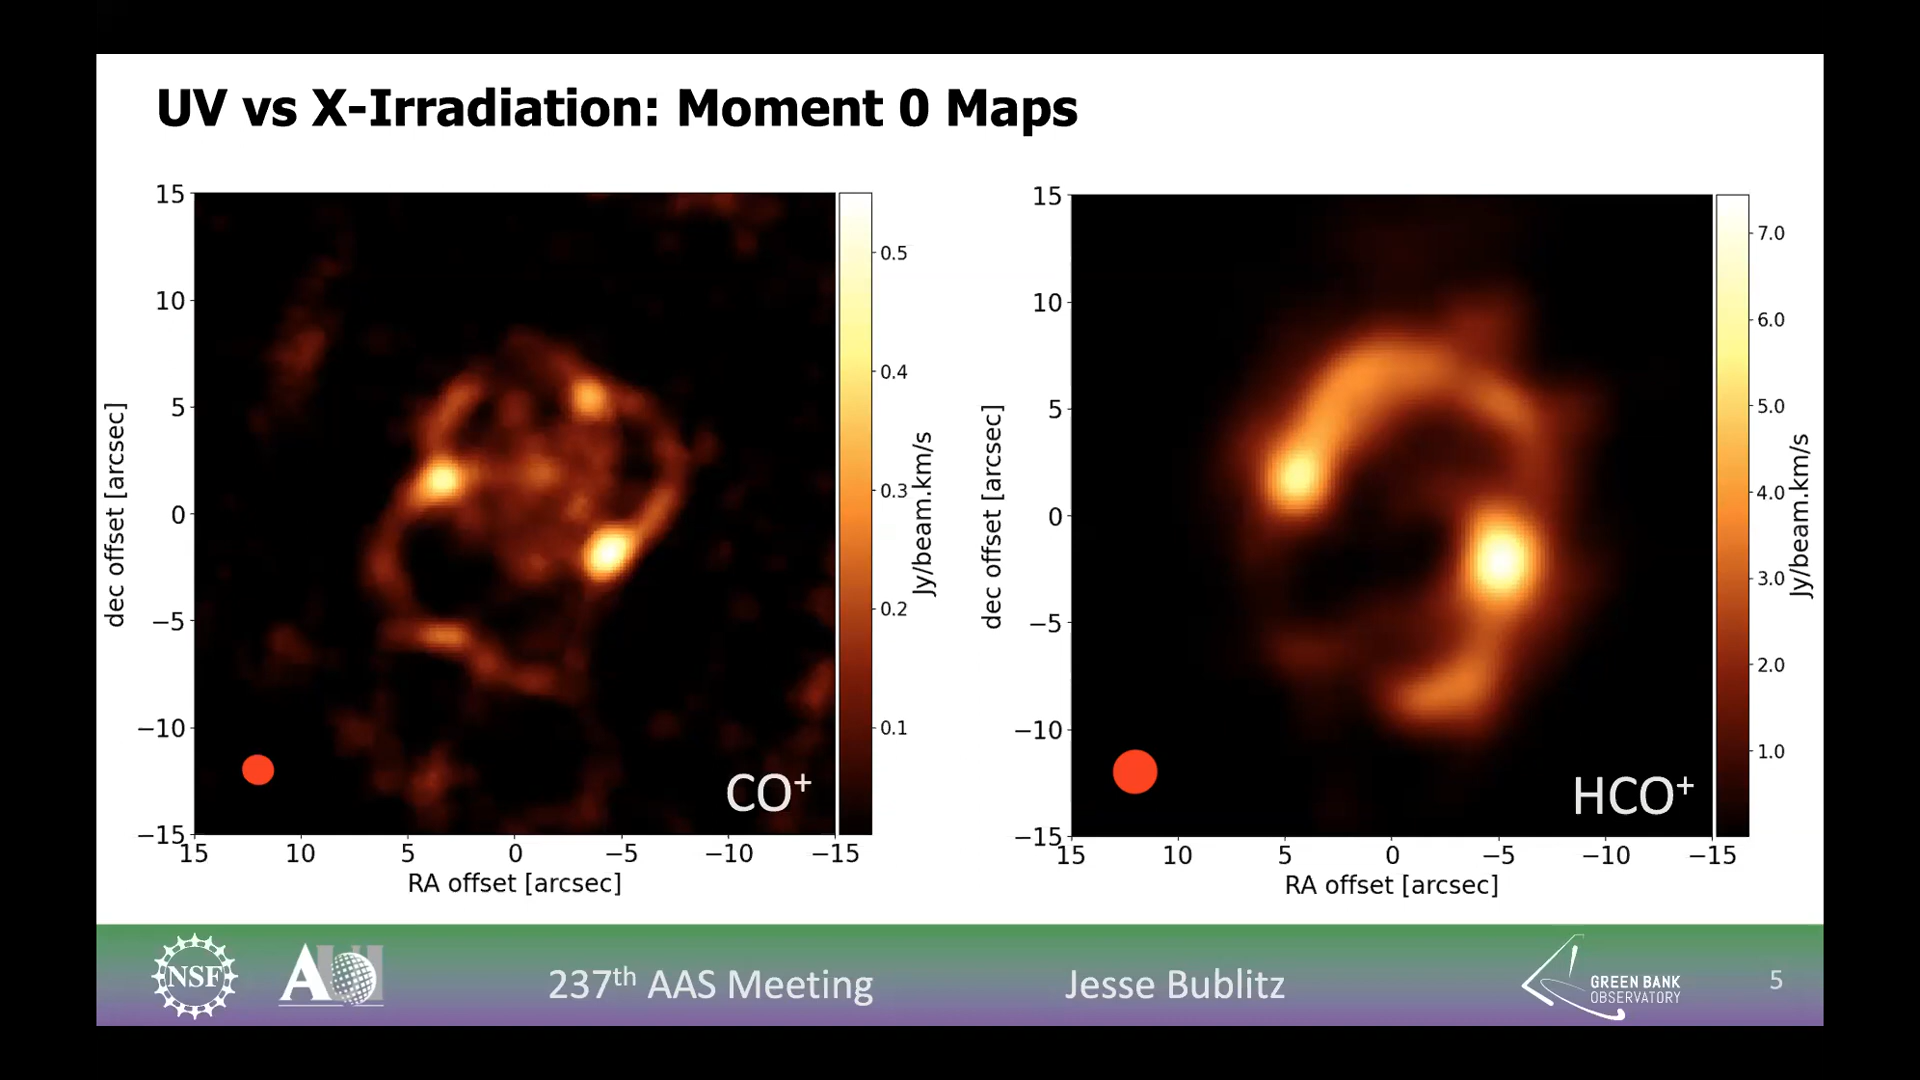 UV vs X-Irradiation: Moment 0 Maps
15
10
5
0
−5
−10
−15
dec offset [arcsec]
15 10 5 0 −5 −10 −15
RA offset [arcsec]
CO⁺
0.5
0.4
0.3
0.2
0.1
Jy/beam.km/s
15
10
5
0
−5
−10
−15
dec offset [arcsec]
15 10 5 0 −5 −10 −15
RA offset [arcsec]
HCO⁺
7.0
6.0
5.0
4.0
3.0
2.0
1.0
Jy/beam.km/s
NSF
AUI
237th AAS Meeting
Jesse Bublitz
GREEN BANK
OBSERVATORY
5